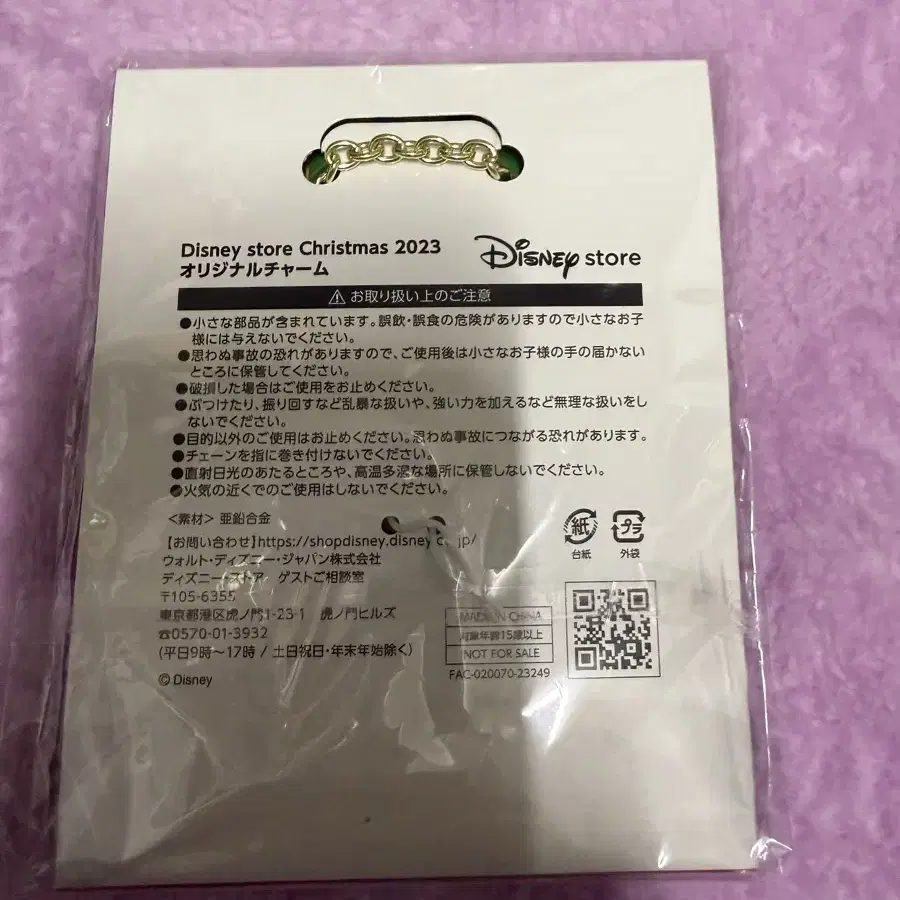 Disney store Christmas 2023
オリジナルチャーム
Disney store
お取り扱い上のご注意
●小さな部品が含まれています。誤飲・誤食の危険がありますので小さなお子
様には与えないでください。
●思わぬ事故の恐れがありますので、ご使用後は小さなお子様の手の届かない
ところに保管してください。
●破損した場合はご使用をお止めください。
●ぶつけたり、振り回すなど乱暴な扱いや、強い力を加えるなど無理な扱いをし
ないでください。
●目的以外のご使用はお止めください。思わぬ事故につながる恐れがあります。
●チェーンを指に巻き付けないでください。
●直射日光のあたるところや、高温多湿な場所に保管しないでください。
●火気の近くでのご使用はしないでください。
<素材> 亜鉛合金
【お問い合わせ】https://shopdisney.disney.co.jp/
ウォルト・ディズニー・ジャパン株式会社
ディズニーストア ゲストご相談室
〒105-6355
東京都港区虎ノ門1-23-1 虎ノ門ヒルズ
☎0570-01-3932
(平日9時〜17時 / 土日祝日・年末年始除く)
© Disney
紙
台紙
プラ
外袋
MADE IN CHINA
対象年齢15歳以上
NOT FOR SALE
FAC-020070-23249